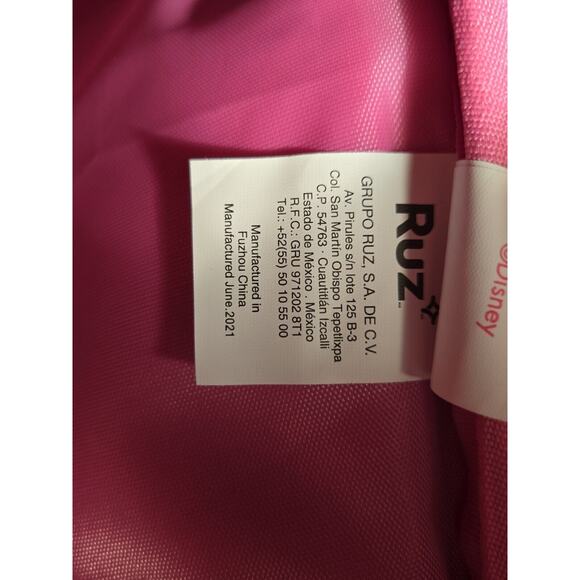 RUZ™
GRUPO RUZ, S.A. DE C.V.
Av. Pirules s/n lote 125 B-3
Col. San Martín Obispo Tepetlixpa
C.P. 54763 · Cuautitlán Izcalli
Estado de México . México
R.F.C.: GRU 971202 8T1
Tel.: +52(55) 50 10 55 00
Manufactured in
Fuzhou China
Manufactured June.2021
©Disney